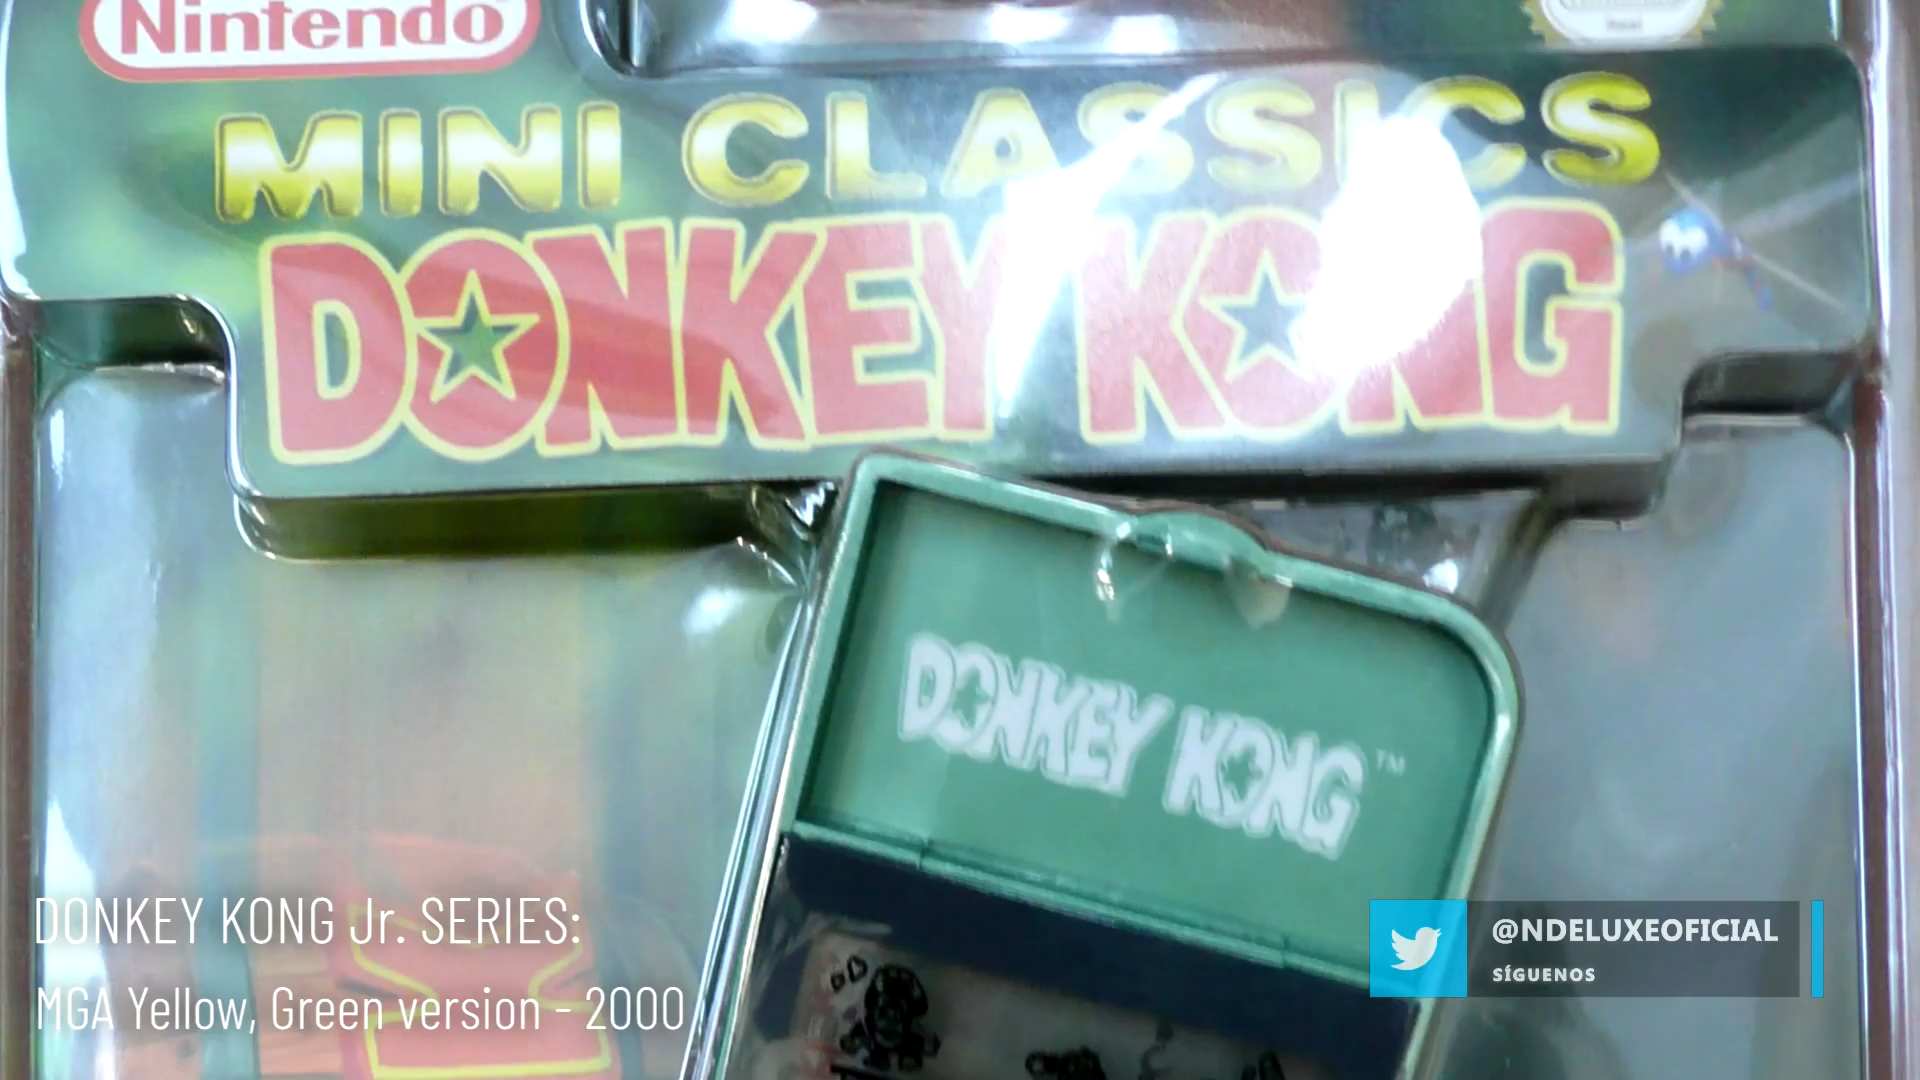 Nintendo
MINI CLASSICS
DONKEY KONG
DONKEY KONG™
DONKEY KONG Jr. SERIES:
MGA Yellow, Green version - 2000
@NDELUXEOFICIAL
SÍGUENOS